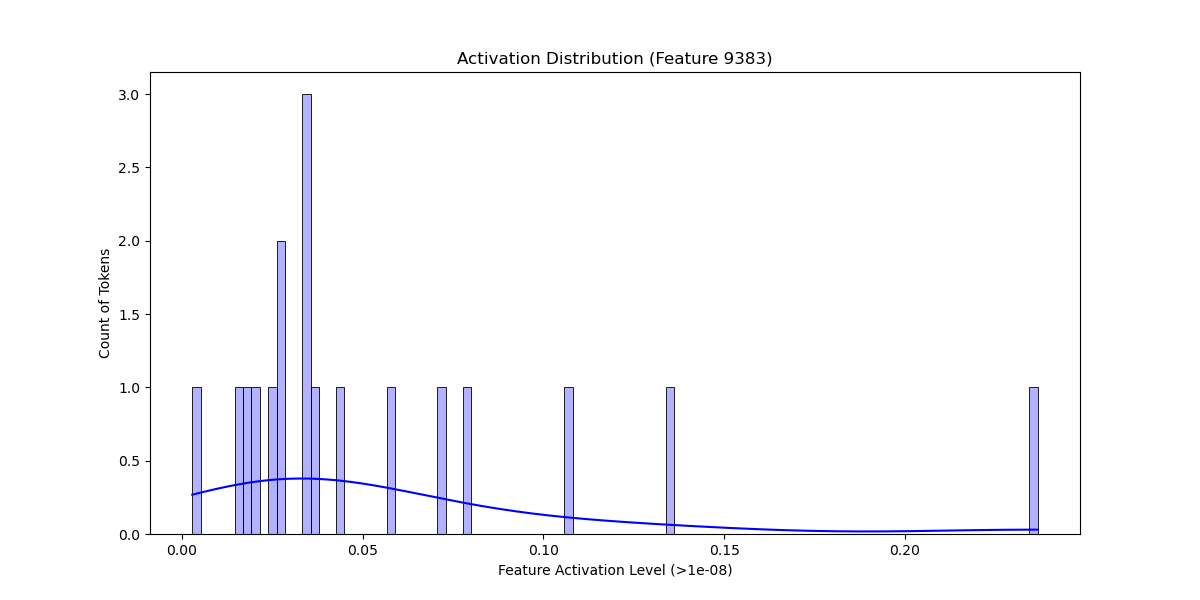 Activation Distribution (Feature 9383)
3.0
2.5
2.0
1.5
1.0
0.5
0.0
Count of Tokens
0.00 0.05 0.10 0.15 0.20
Feature Activation Level (>1e-08)